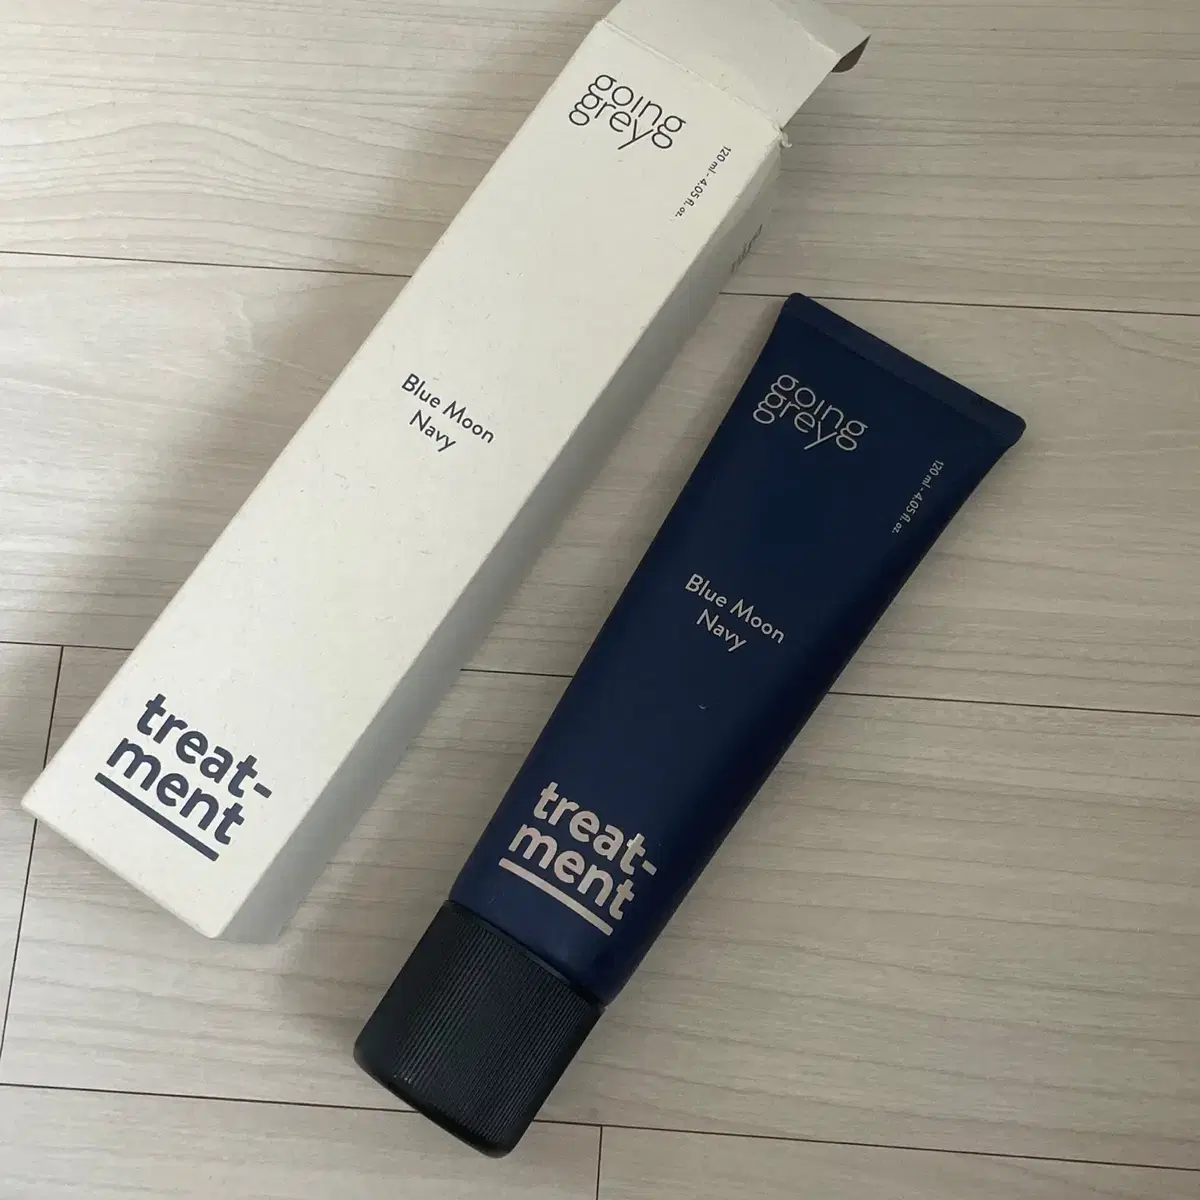 going
grey
120 ml - 4.05 fl. oz.
Blue Moon
Navy
treat-
ment
going
grey
120 ml - 4.05 fl. oz.
Blue Moon
Navy
treat-
ment